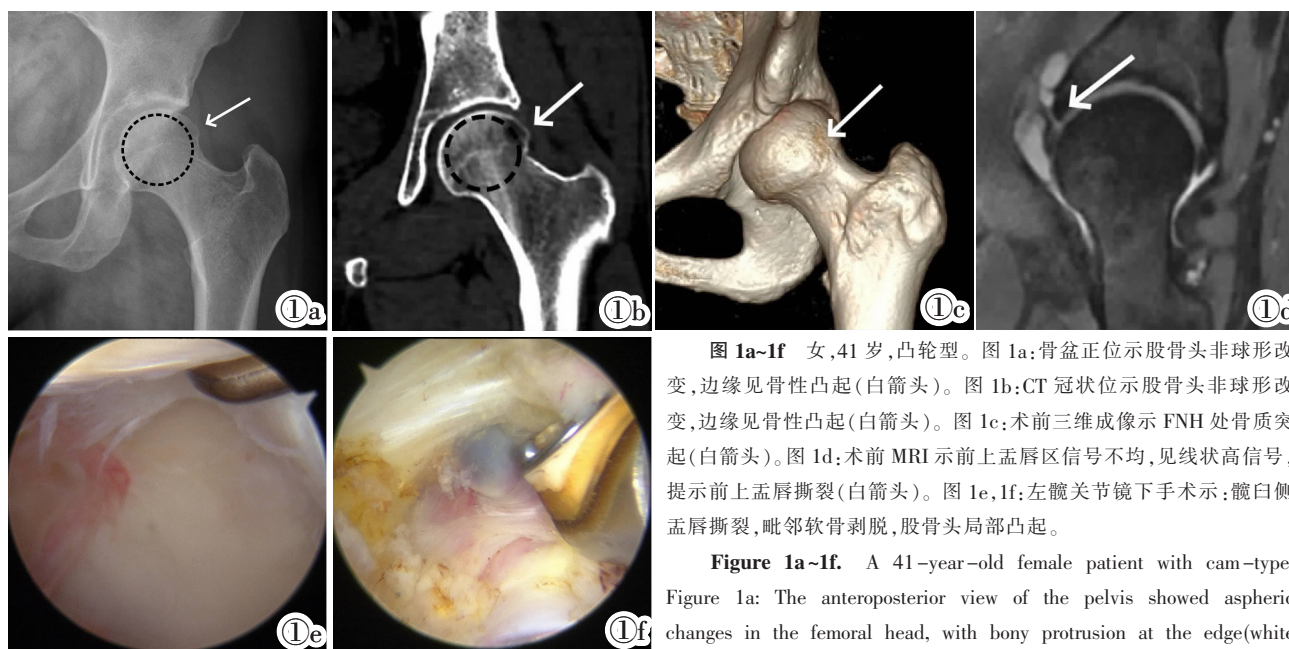 ①a
①b
①c
①d
①e
①f
图 1a~1f 女,41 岁,凸轮型。图 1a:骨盆正位示股骨头非球形改
变,边缘见骨性凸起(白箭头)。图 1b:CT 冠状位示股骨头非球形改
变,边缘见骨性凸起(白箭头)。图 1c:术前三维成像示 FNH 处骨质突
起(白箭头)。图 1d:术前 MRI 示前上盂唇区信号不均,见线状高信号,
提示前上盂唇撕裂(白箭头)。图 1e,1f:左髋关节镜下手术示:髋臼侧
盂唇撕裂,毗邻软骨剥脱,股骨头局部凸起。
Figure 1a~1f. A 41-year-old female patient with cam-type
Figure 1a: The anteroposterior view of the pelvis showed aspheric
changes in the femoral head, with bony protrusion at the edge(white